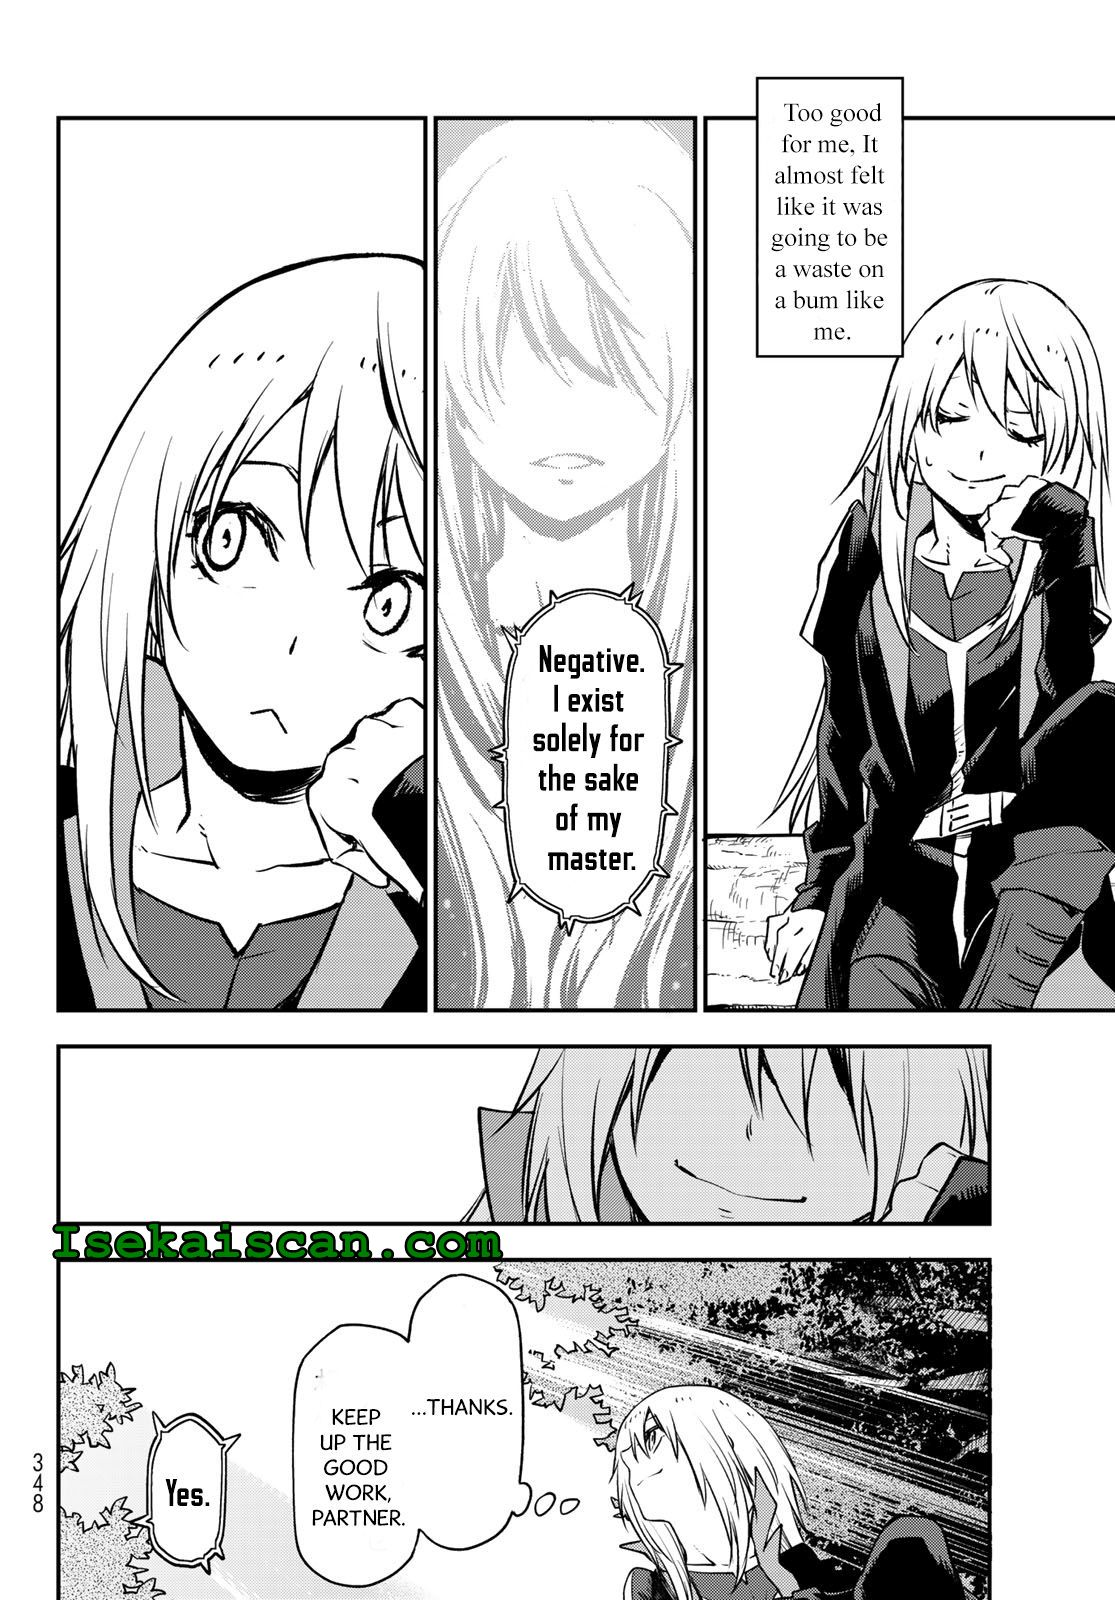 Too good
for me, It
almost felt
like it was
going to be
a waste on
a bum like
me.
Negative.
I exist
solely for
the sake
of my
master.
Isekaiscan.com
...THANKS.
KEEP
UP THE
GOOD
WORK,
PARTNER.
Yes.
348